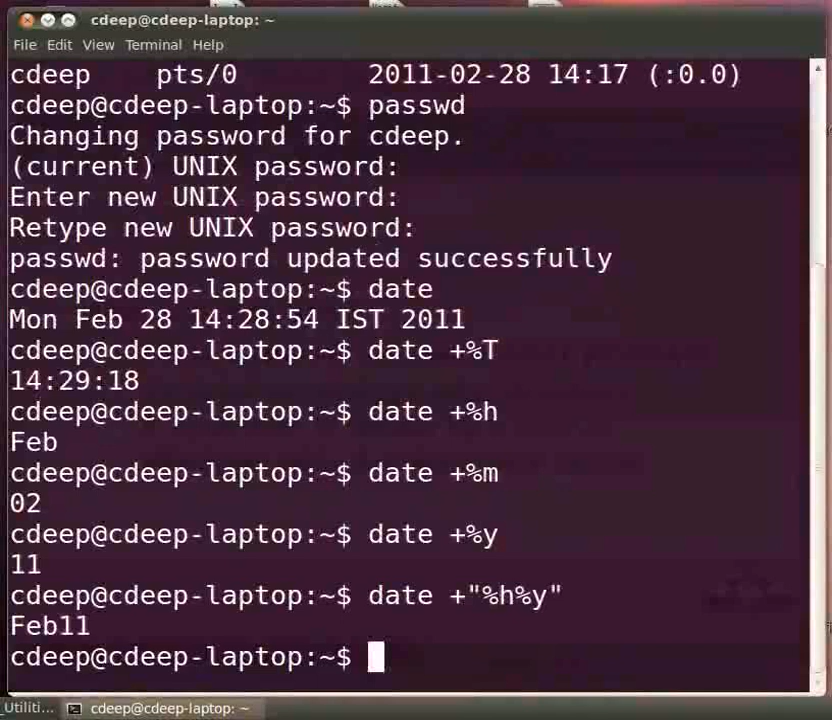 cdeep@cdeep-laptop: ~
File Edit View Terminal Help
cdeep    pts/0        2011-02-28 14:17 (:0.0)
cdeep@cdeep-laptop:~$ passwd
Changing password for cdeep.
(current) UNIX password:
Enter new UNIX password:
Retype new UNIX password:
passwd: password updated successfully
cdeep@cdeep-laptop:~$ date
Mon Feb 28 14:28:54 IST 2011
cdeep@cdeep-laptop:~$ date +%T
14:29:18
cdeep@cdeep-laptop:~$ date +%h
Feb
cdeep@cdeep-laptop:~$ date +%m
02
cdeep@cdeep-laptop:~$ date +%y
11
cdeep@cdeep-laptop:~$ date +"%h%y"
Feb11
cdeep@cdeep-laptop:~$
_Utiliti... cdeep@cdeep-laptop: ~